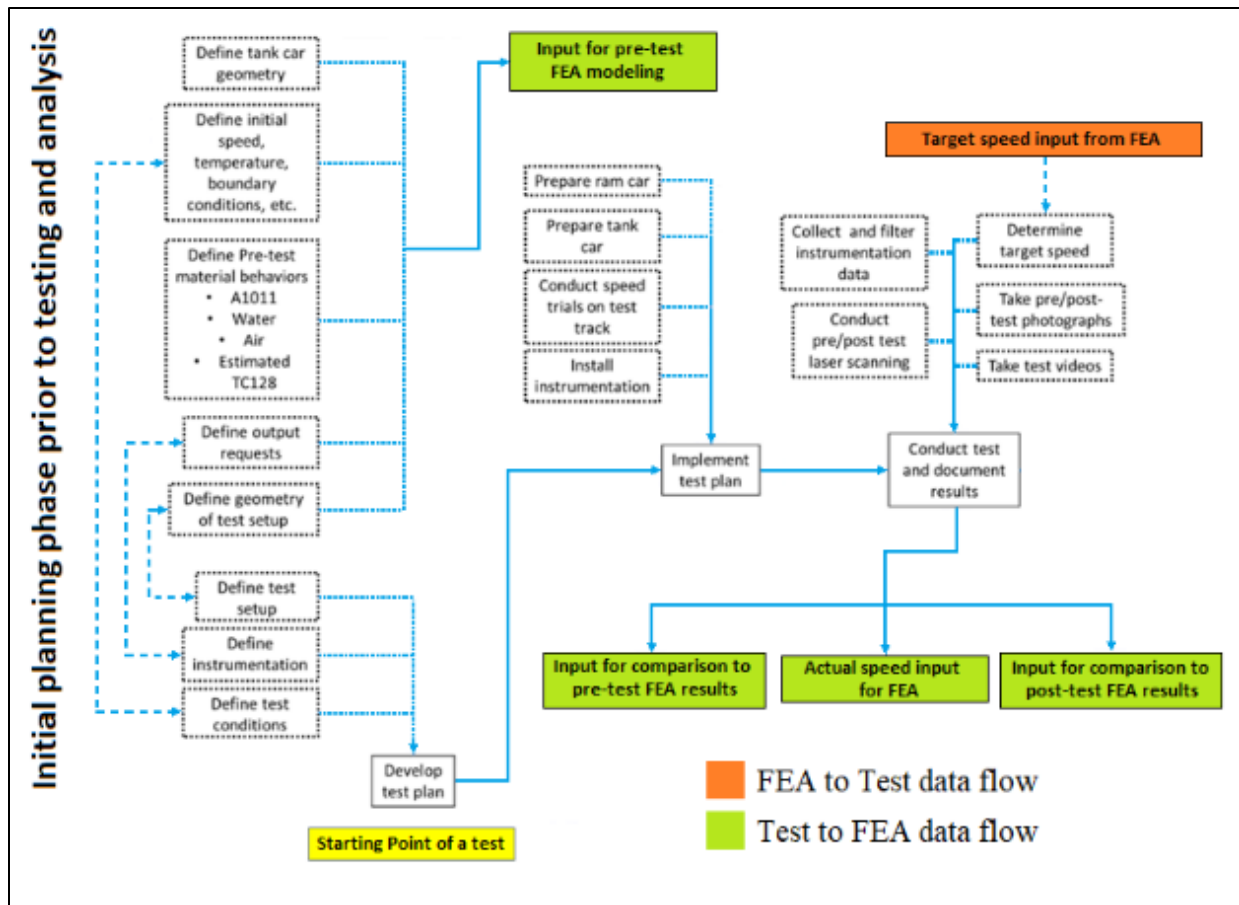 Initial planning phase prior to testing and analysis
Define tank car
geometry
Define initial
speed,
temperature,
boundary
conditions, etc.
Define Pre-test
material behaviors
• A1011
• Water
• Air
• Estimated
TC128
Define output
requests
Define geometry
of test setup
Define test
setup
Define
instrumentation
Define test
conditions
Develop
test plan
Starting Point of a test
Input for pre-test
FEA modeling
Prepare ram car
Prepare tank
car
Conduct speed
trials on test
track
Install
instrumentation
Implement
test plan
Target speed input from FEA
Collect and filter
instrumentation
data
Determine
target speed
Conduct
pre/post test
laser scanning
Take pre/post-
test photographs
Take test videos
Conduct test
and document
results
Input for comparison to
pre-test FEA results
Actual speed input
for FEA
Input for comparison to
post-test FEA results
FEA to Test data flow
Test to FEA data flow